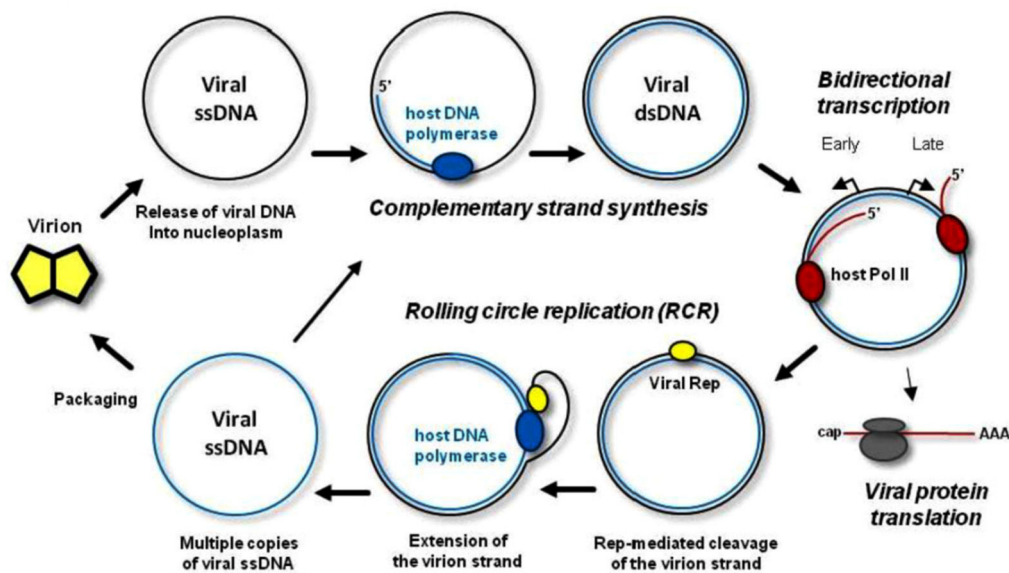 Viral
ssDNA
5'
host DNA
polymerase
Viral
dsDNA
Bidirectional
transcription
Early
Late
5'
5'
host Pol II
Virion
Release of viral DNA
Into nucleoplasm
Complementary strand synthesis
Rolling circle replication (RCR)
Packaging
Viral
ssDNA
host DNA
polymerase
Viral Rep
cap
AAA
Viral protein
translation
Multiple copies
of viral ssDNA
Extension of
the virion strand
Rep-mediated cleavage
of the virion strand